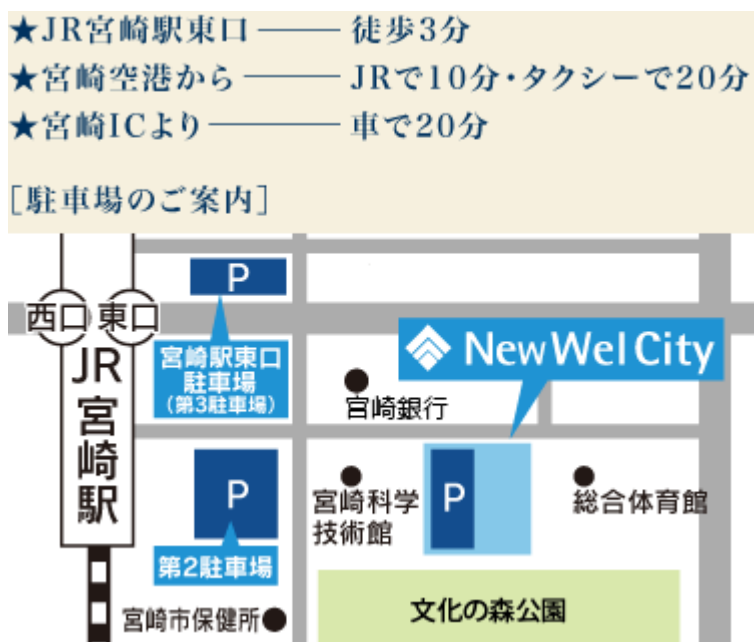 ★JR宮崎駅東口 ―― 徒歩3分
★宮崎空港から ―― JRで10分・タクシーで20分
★宮崎ICより ―― 車で20分
[駐車場のご案内]
P
西口
東口
宮崎駅東口
駐車場
（第3駐車場）
New Wel City
JR宮崎駅
宮崎銀行
P
第2駐車場
宮崎科学
技術館
P
総合体育館
宮崎市保健所
文化の森公園